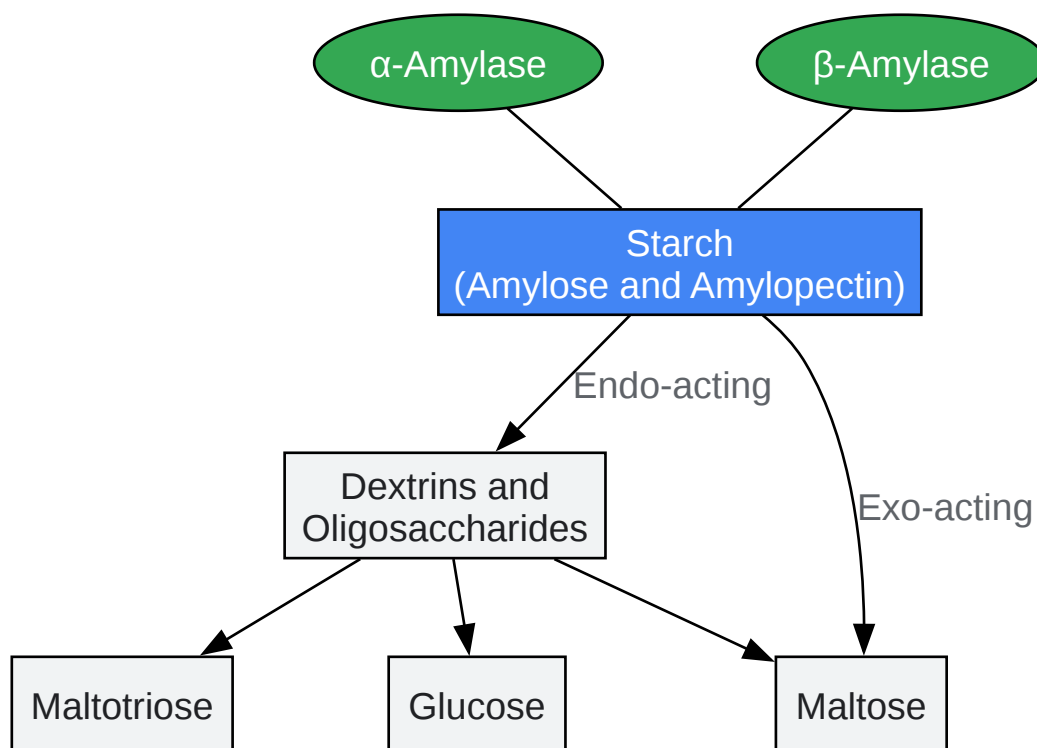 α-Amylase
β-Amylase
Starch
(Amylose and Amylopectin)
Endo-acting
Dextrins and
Oligosaccharides
Exo-acting
Maltotriose
Glucose
Maltose